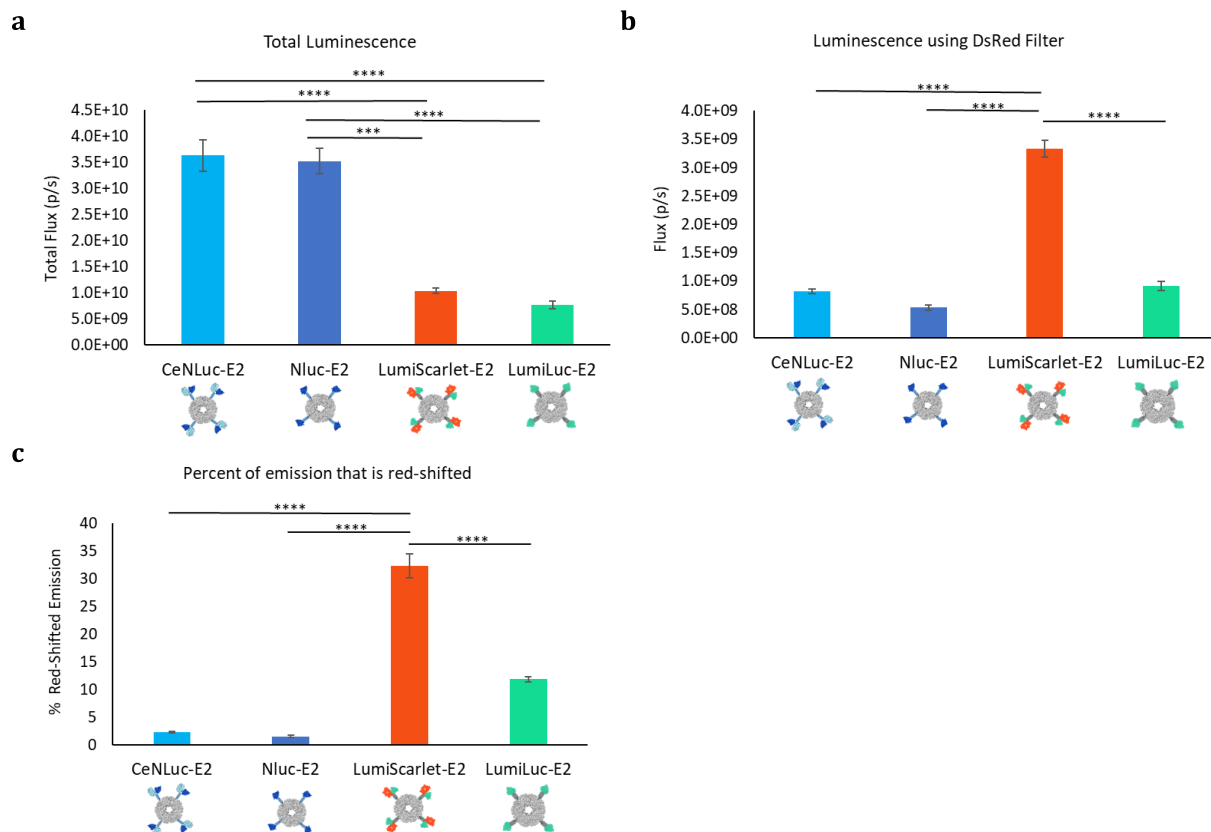 a
Total Luminescence
****
****
****
***
4.5E+10
4.0E+10
3.5E+10
3.0E+10
2.5E+10
2.0E+10
1.5E+10
1.0E+10
5.0E+09
0.0E+00
Total Flux (p/s)
CeNLuc-E2 Nluc-E2 LumiScarlet-E2 LumiLuc-E2
b
Luminescence using DsRed Filter
****
**** ****
4.0E+09
3.5E+09
3.0E+09
2.5E+09
2.0E+09
1.5E+09
1.0E+09
5.0E+08
0.0E+00
Flux (p/s)
CeNLuc-E2 Nluc-E2 LumiScarlet-E2 LumiLuc-E2
c
Percent of emission that is red-shifted
****
**** ****
40
35
30
25
20
15
10
5
0
% Red-Shifted Emission
CeNLuc-E2 Nluc-E2 LumiScarlet-E2 LumiLuc-E2